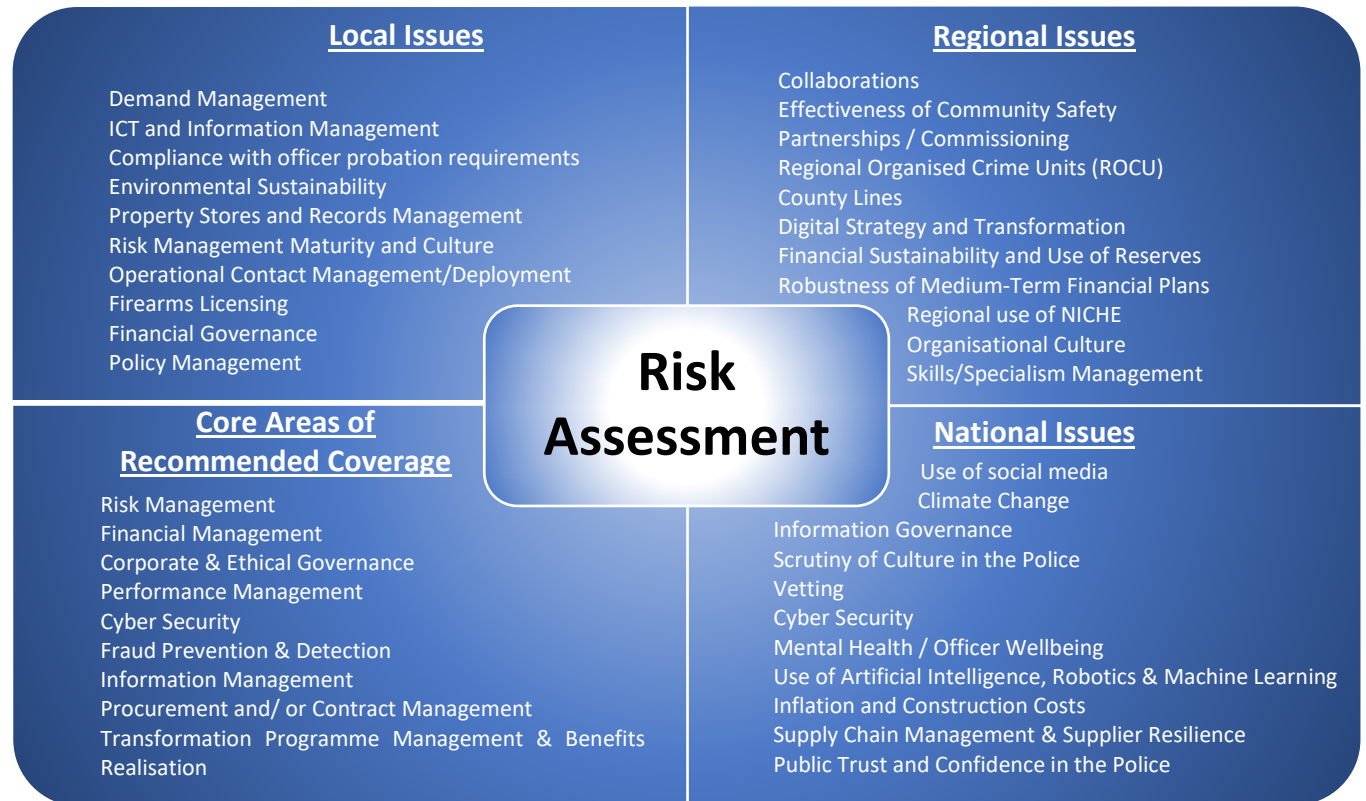 Local Issues
Demand Management
ICT and Information Management
Compliance with officer probation requirements
Environmental Sustainability
Property Stores and Records Management
Risk Management Maturity and Culture
Operational Contact Management/Deployment
Firearms Licensing
Financial Governance
Policy Management
Regional Issues
Collaborations
Effectiveness of Community Safety
Partnerships / Commissioning
Regional Organised Crime Units (ROCU)
County Lines
Digital Strategy and Transformation
Financial Sustainability and Use of Reserves
Robustness of Medium-Term Financial Plans
Regional use of NICHE
Organisational Culture
Skills/Specialism Management
Risk
Assessment
Core Areas of
Recommended Coverage
Risk Management
Financial Management
Corporate & Ethical Governance
Performance Management
Cyber Security
Fraud Prevention & Detection
Information Management
Procurement and/ or Contract Management
Transformation Programme Management & Benefits
Realisation
National Issues
Use of social media
Climate Change
Information Governance
Scrutiny of Culture in the Police
Vetting
Cyber Security
Mental Health / Officer Wellbeing
Use of Artificial Intelligence, Robotics & Machine Learning
Inflation and Construction Costs
Supply Chain Management & Supplier Resilience
Public Trust and Confidence in the Police